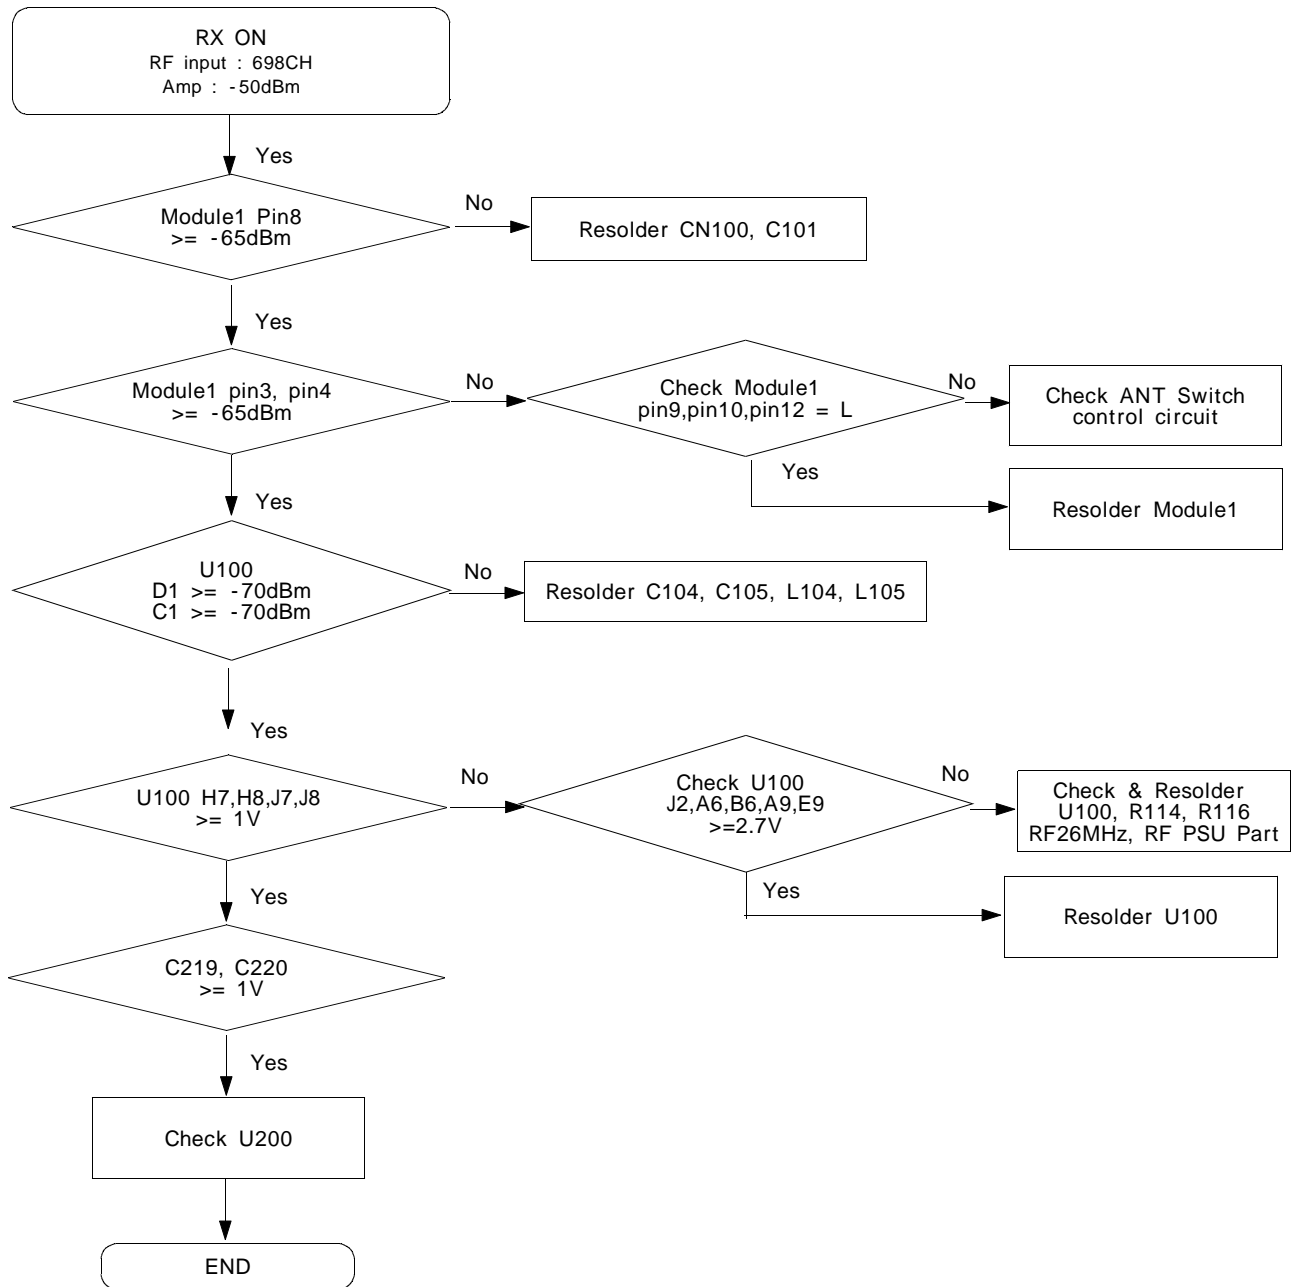 RX ON
RF input : 698CH
Amp : -50dBm
Yes
Module1 Pin8
>= -65dBm
No
Resolder CN100, C101
Yes
Module1 pin3, pin4
>= -65dBm
No
Check Module1
pin9,pin10,pin12 = L
No
Check ANT Switch
control circuit
Yes
Resolder Module1
Yes
U100
D1 >= -70dBm
C1 >= -70dBm
No
Resolder C104, C105, L104, L105
Yes
U100 H7,H8,J7,J8
>= 1V
No
Check U100
J2,A6,B6,A9,E9
>=2.7V
No
Check & Resolder
U100, R114, R116
RF26MHz, RF PSU Part
Yes
Resolder U100
Yes
C219, C220
>= 1V
Yes
Check U200
END